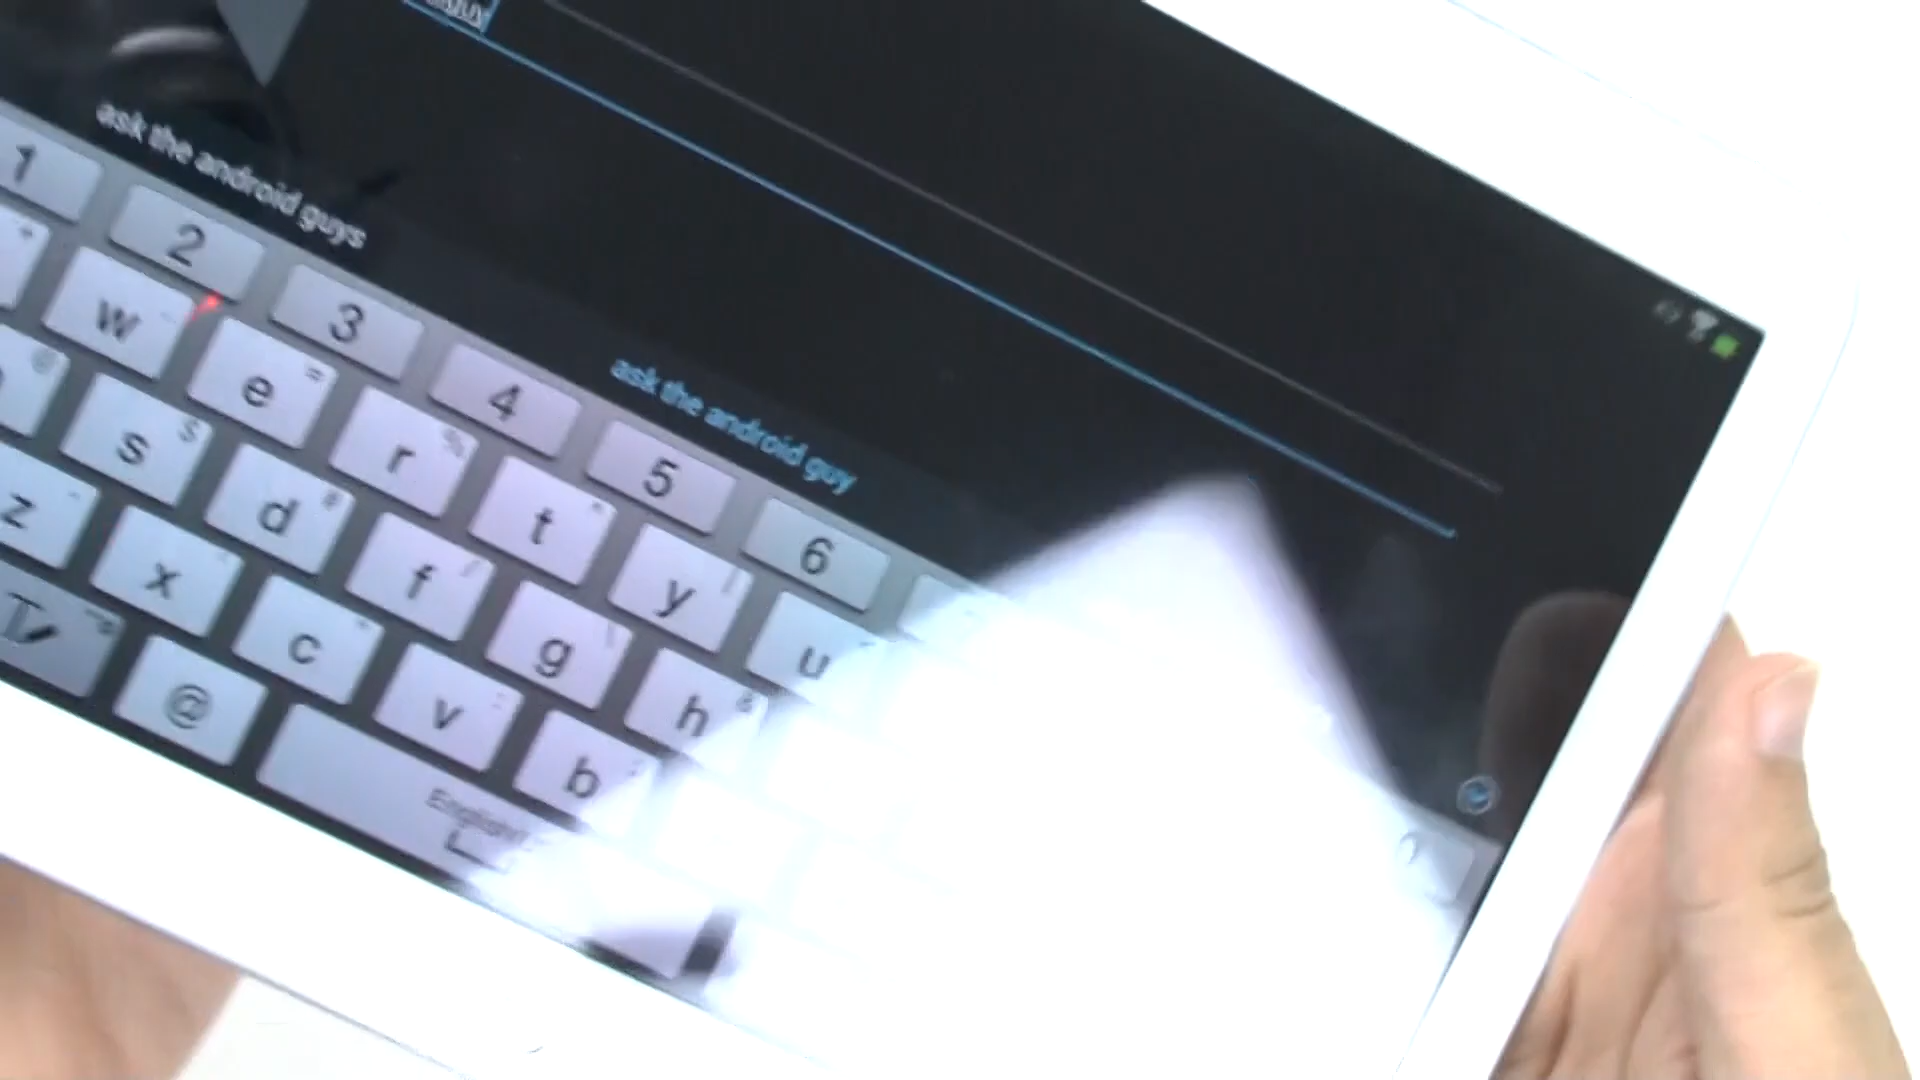 ask the android guys
ask the android guy
1 2 3 4 5 6
w e r t y u
s d f g h
z x c v b
@
English